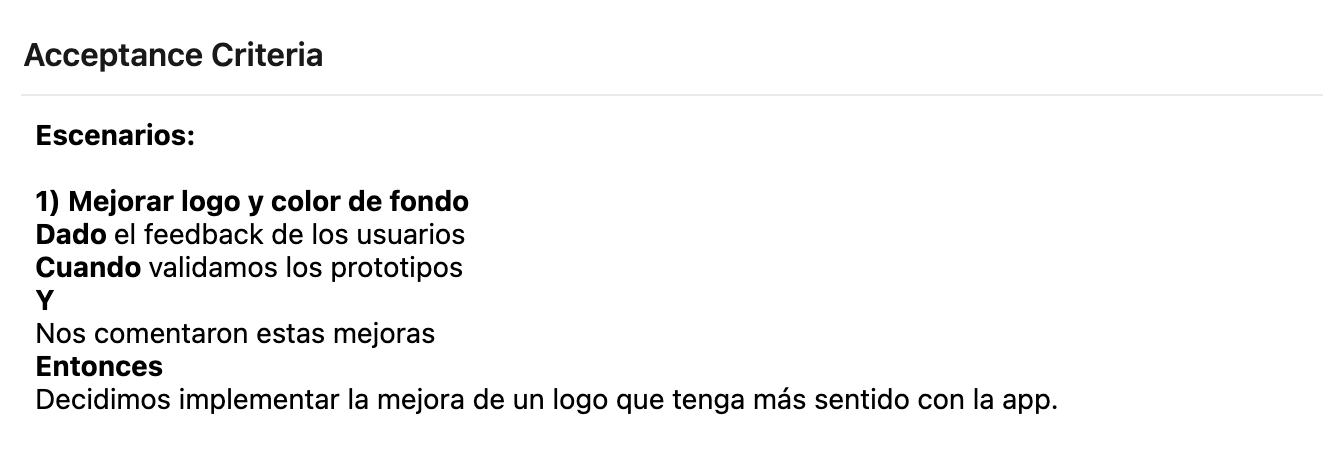 Acceptance Criteria
Escenarios:
1) Mejorar logo y color de fondo
Dado el feedback de los usuarios
Cuando validamos los prototipos
Y
Nos comentaron estas mejoras
Entonces
Decidimos implementar la mejora de un logo que tenga más sentido con la app.